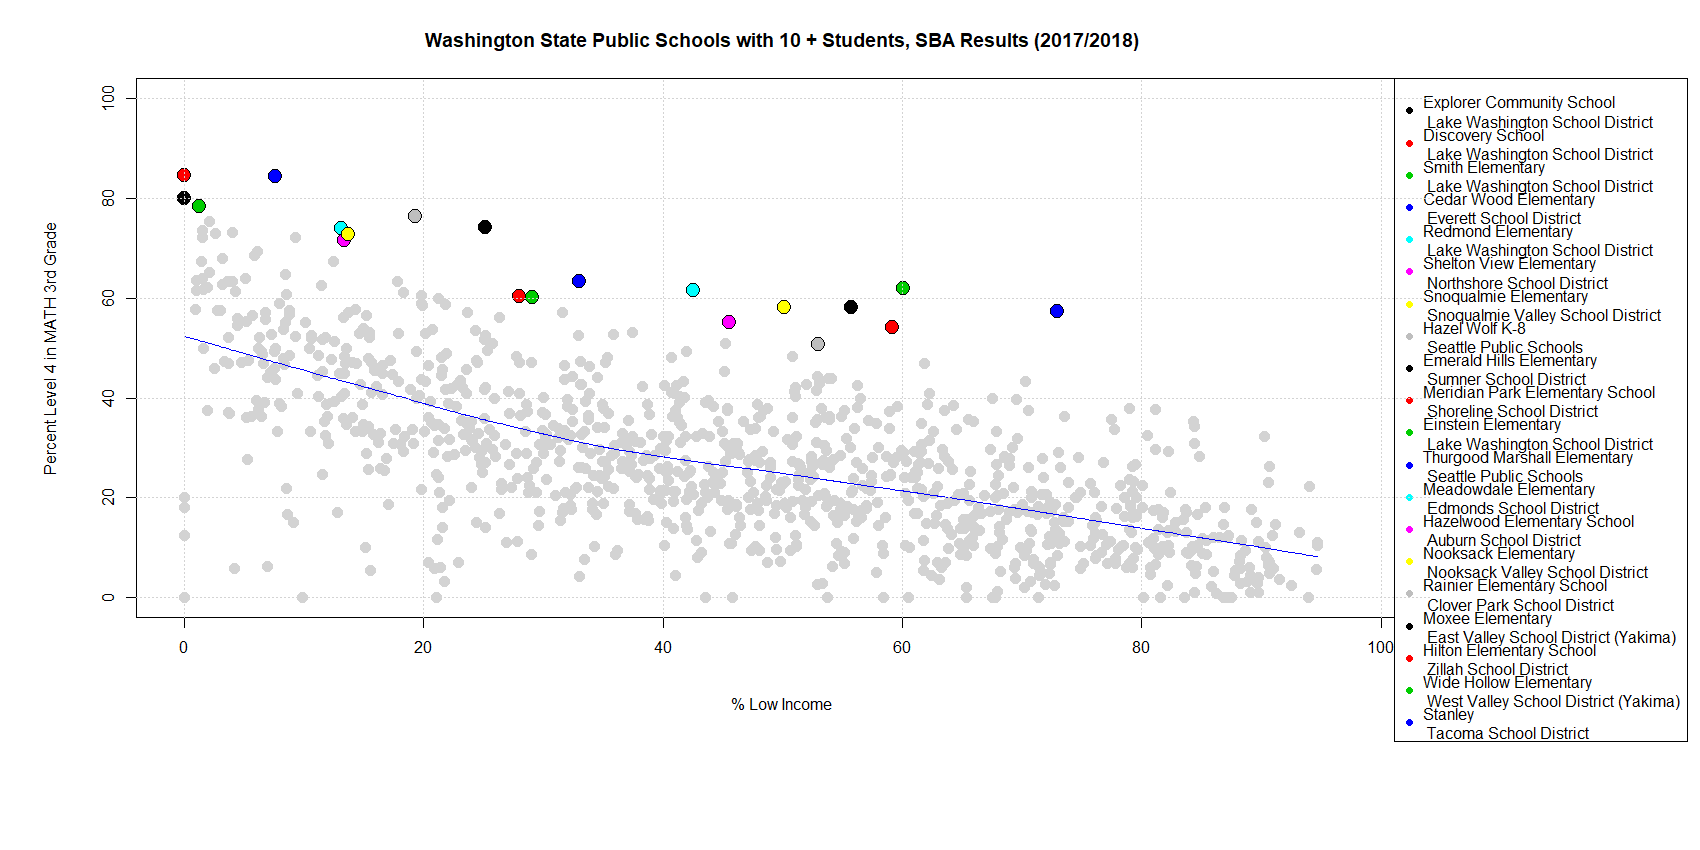 Washington State Public Schools with 10 + Students, SBA Results (2017/2018)
Percent Level 4 in MATH 3rd Grade
100
80
60
40
20
0
0 20 40 60 80 100
% Low Income
Explorer Community School
Lake Washington School District
Discovery School
Lake Washington School District
Smith Elementary
Lake Washington School District
Cedar Wood Elementary
Everett School District
Redmond Elementary
Lake Washington School District
Shelton View Elementary
Northshore School District
Snoqualmie Elementary
Snoqualmie Valley School District
Hazel Wolf K-8
Seattle Public Schools
Emerald Hills Elementary
Sumner School District
Meridian Park Elementary School
Shoreline School District
Einstein Elementary
Lake Washington School District
Thurgood Marshall Elementary
Seattle Public Schools
Meadowdale Elementary
Edmonds School District
Hazelwood Elementary School
Auburn School District
Nooksack Elementary
Nooksack Valley School District
Rainier Elementary School
Clover Park School District
Moxee Elementary
East Valley School District (Yakima)
Hilton Elementary School
Zillah School District
Wide Hollow Elementary
West Valley School District (Yakima)
Stanley
Tacoma School District